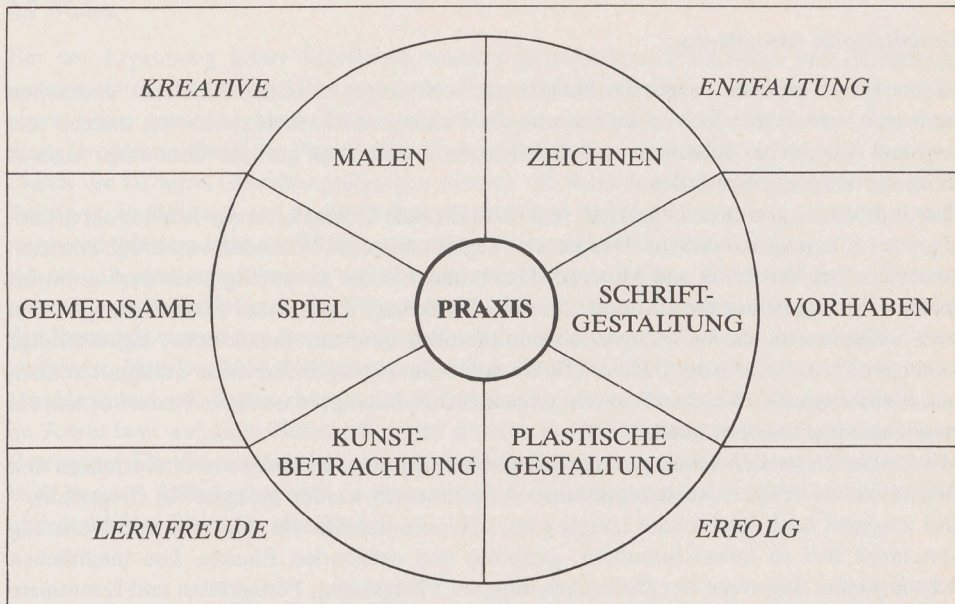 KREATIVE ENTFALTUNG
MALEN ZEICHNEN
GEMEINSAME SPIEL PRAXIS SCHRIFT-
GESTALTUNG VORHABEN
KUNST-
BETRACHTUNG PLASTISCHE
GESTALTUNG
LERNFREUDE ERFOLG